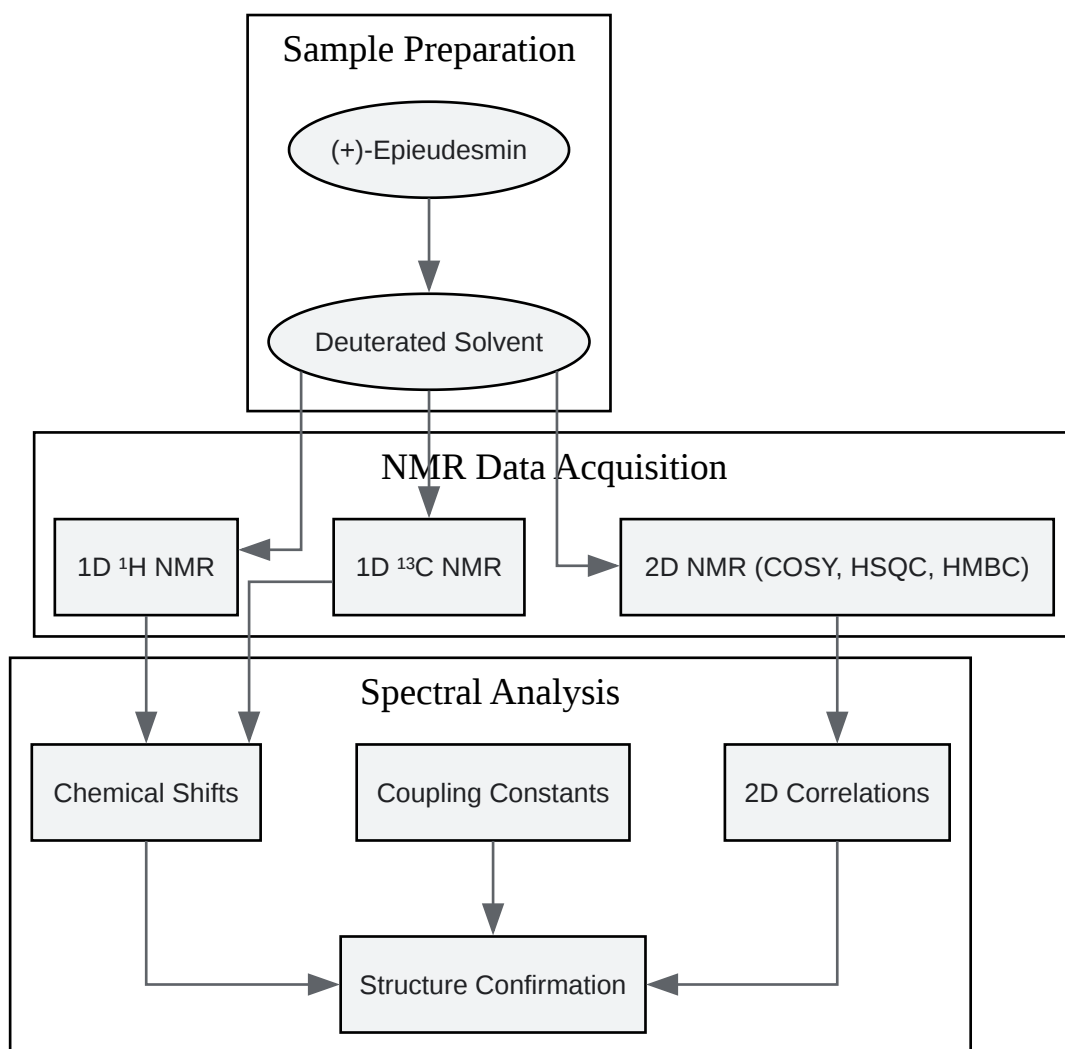 Sample Preparation
(+)-Epieudesmin
Deuterated Solvent
NMR Data Acquisition
1D ¹H NMR
1D ¹³C NMR
2D NMR (COSY, HSQC, HMBC)
Spectral Analysis
Chemical Shifts
Coupling Constants
2D Correlations
Structure Confirmation